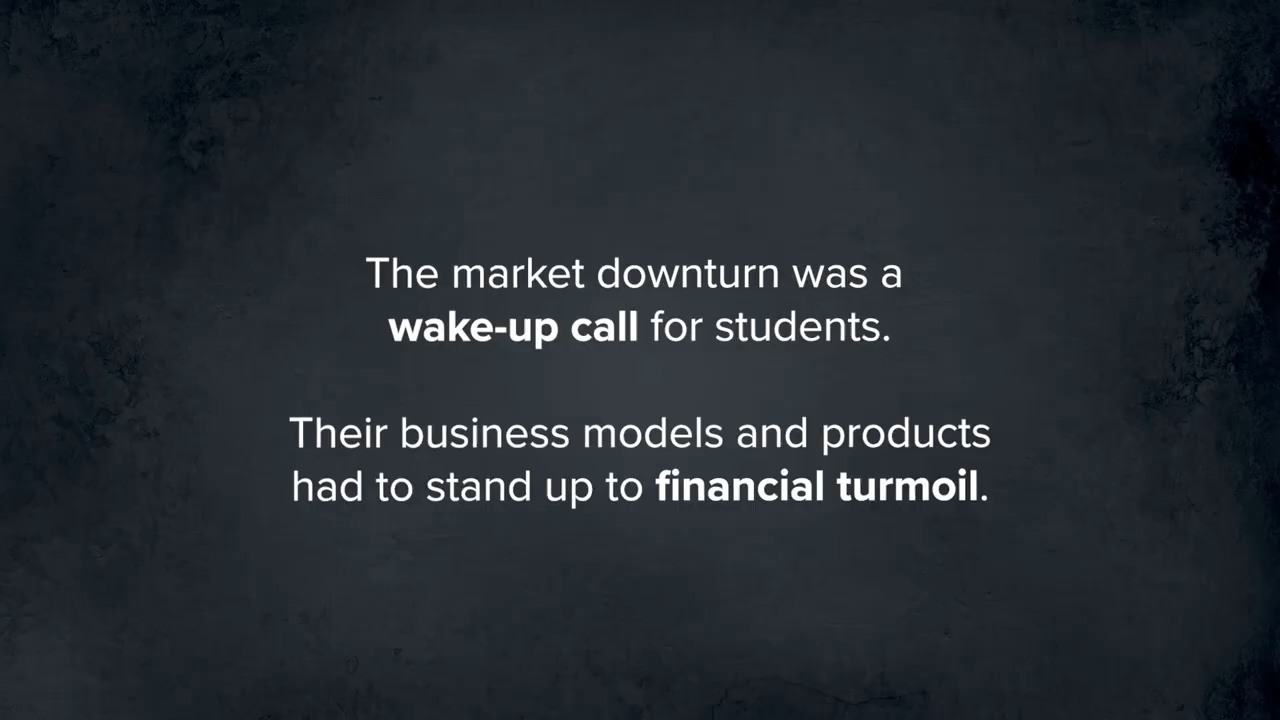 The market downturn was a
wake-up call for students.
Their business models and products
had to stand up to financial turmoil.